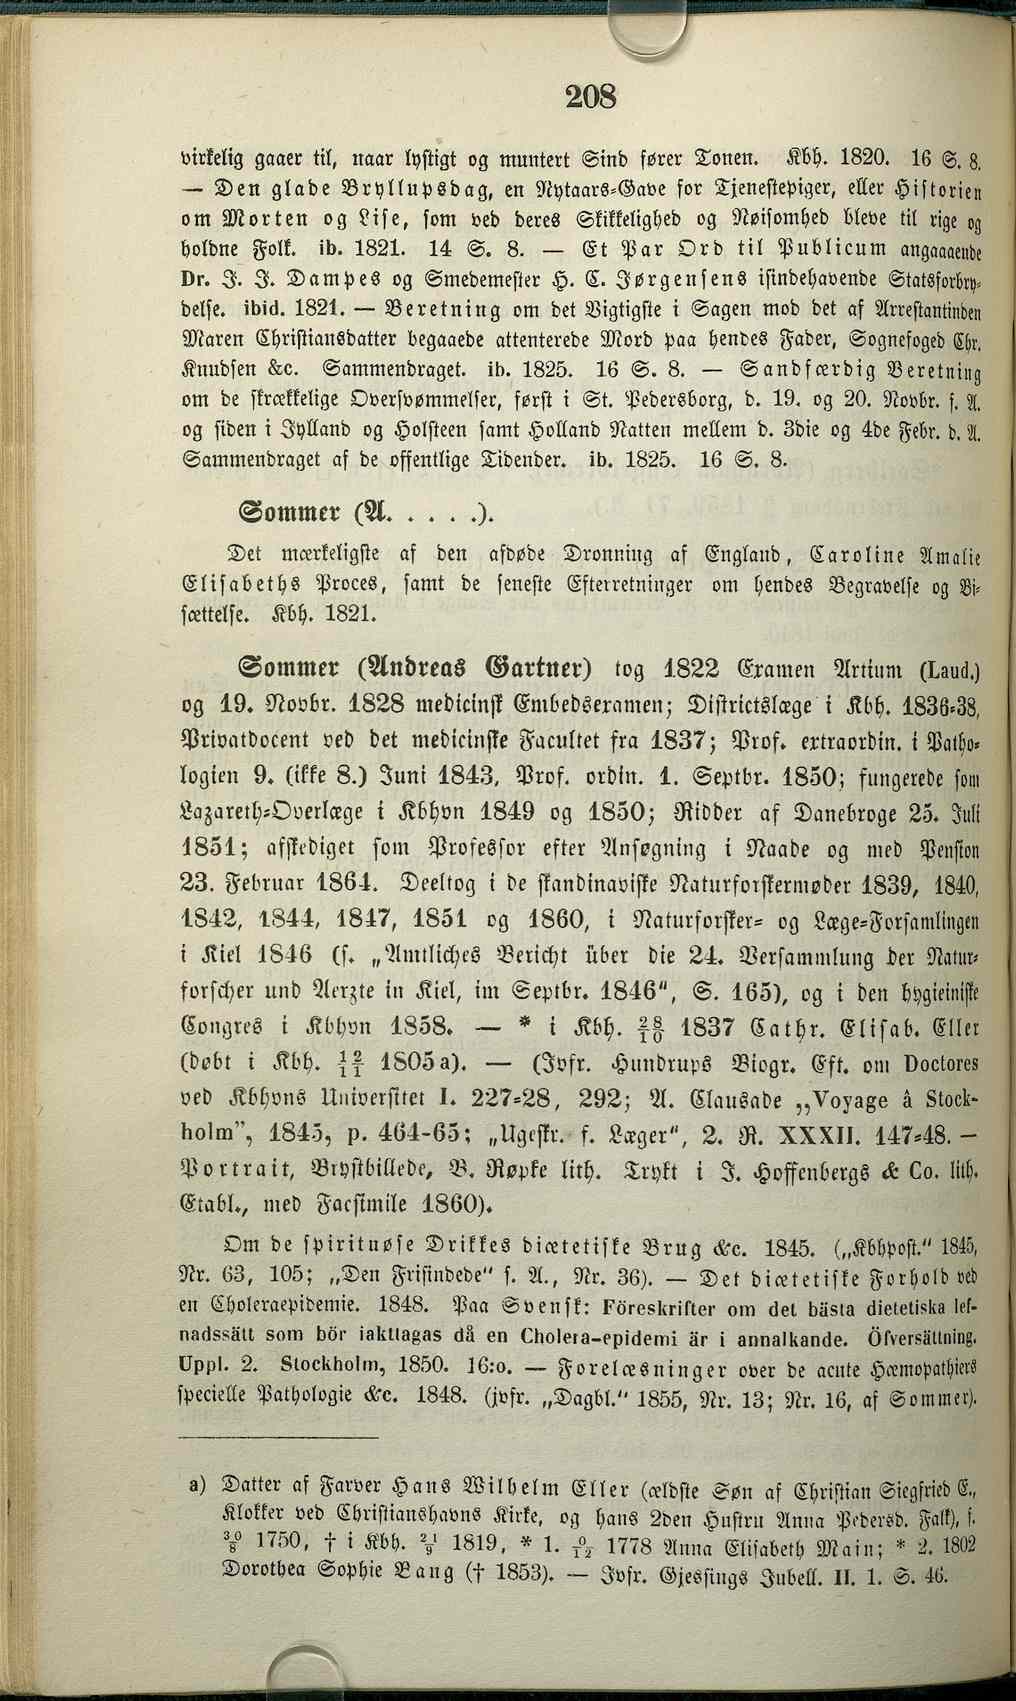 208
virkelig gaaer til, naar lystigt og muntert Sind fører Tonen. Kbh. 1820. 16 S. 8.
— Den glade Bryllupsdag, en Nytaars-Gave for Tjenestepiger, eller Historien
om Morten og Lise, som ved deres Skikkelighed og Nøisomhed bleve til rige og
holdne Folk. ib. 1821. 14 S. 8. — Et Par Ord til Publicum angaaaende
Dr. J. J. Dampes og Smedemester H. C. Jørgensens isindehavende Statsforbry-
delse. ibid. 1821. — Beretning om det Vigtigste i Sagen mod det af Arrestantinden
Maren Christiansdatter begaaede attenterede Mord paa hendes Fader, Sognefoged Chr.
Knudsen &c. Sammendraget. ib. 1825. 16 S. 8. — Sandfærdig Beretning
om de skrækkelige Oversvømmelser, først i St. Pedersborg, d. 19. og 20. Novbr. f. A.
og siden i Jylland og Holsteen samt Holland Natten mellem d. 3die og 4de Febr. d. A.
Sammendraget af de offentlige Tidender. ib. 1825. 16 S. 8.
Sommer (A. . . . .).
Det mærkeligste af den afdøde Dronning af England, Caroline Amalie
Elisabeths Proces, samt de seneste Efterretninger om hendes Begravelse og Bi-
sættelse. Kbh. 1821.
Sommer (Andreas Gartner) tog 1822 Examen Artium (Laud.)
og 19. Novbr. 1828 medicinsk Embedsexamen; Districtslæge i Kbh. 1836-38,
Privatdocent ved det medicinske Facultet fra 1837; Prof. extraordin. i Patho-
logien 9. (ikke 8.) Juni 1843, Prof. ordin. 1. Septbr. 1850; fungerede som
Lazareth-Overlæge i Kbhvn 1849 og 1850; Ridder af Danebroge 25. Juli
1851; afskediget som Professor efter Ansøgning i Naade og med Pension
23. Februar 1864. Deeltog i de skandinaviske Naturforskermøder 1839, 1840,
1842, 1844, 1847, 1851 og 1860, i Naturforsker- og Læge-Forsamlingen
i Kiel 1846 (s. „Amtliches Bericht über die 24. Versammlung der Natur-
forscher und Aerzte in Kiel, im Septbr. 1846“, S. 165), og i den hygieiniske
Congres i Kbhvn 1858. — * i Kbh. 28/10 1837 Cathr. Elisab. Eller
(døbt i Kbh. 12/11 1805 a). — (Jvfr. Hundrups Biogr. Eft. om Doctores
ved Kbhvns Universitet I. 227-28, 292; A. Clausade „Voyage â Stock-
holm”, 1845, p. 464-65; „Ugeskr. f. Læger“, 2. R. XXXII. 147-48. —
Portrait, Brystbillede, B. Røpke lith. Trykt i J. Hoffenbergs & Co. lith.
Etabl., med Facsimile 1860).
Om de spirituøse Drikkes diætetiske Brug &c. 1845. („Kbhpost.“ 1845,
Nr. 63, 105; „Den Frisindede“ s. A., Nr. 36). — Det diætetiske Forhold ved
en Choleraepidemie. 1848. Paa Svensk: Föreskrifter om det bästa dietetiska lef-
nadssätt som bör iakttagas då en Cholera-epidemi är i annalkande. Öfversättning.
Uppl. 2. Stockholm, 1850. 16:o. — Forelæsninger over de acute Hæmopathiers
specielle Pathologie &c. 1848. (jvfr. „Dagbl.“ 1855, Nr. 13; Nr. 16, af Sommer).
a) Datter af Farver Hans Wilhelm Eller (ældste Søn af Christian Siegfried E.,
Klokker ved Christianshavns Kirke, og hans 2den Hustru Anna Pedersd. Falk), f.
30/8 1750, † i Kbh. 21/9 1819, * 1. 0/12 1778 Anna Elisabeth Main; * 2. 1802
Dorothea Sophie Bang († 1853). — Jvfr. Gjessings Jubell. II. 1. S. 46.